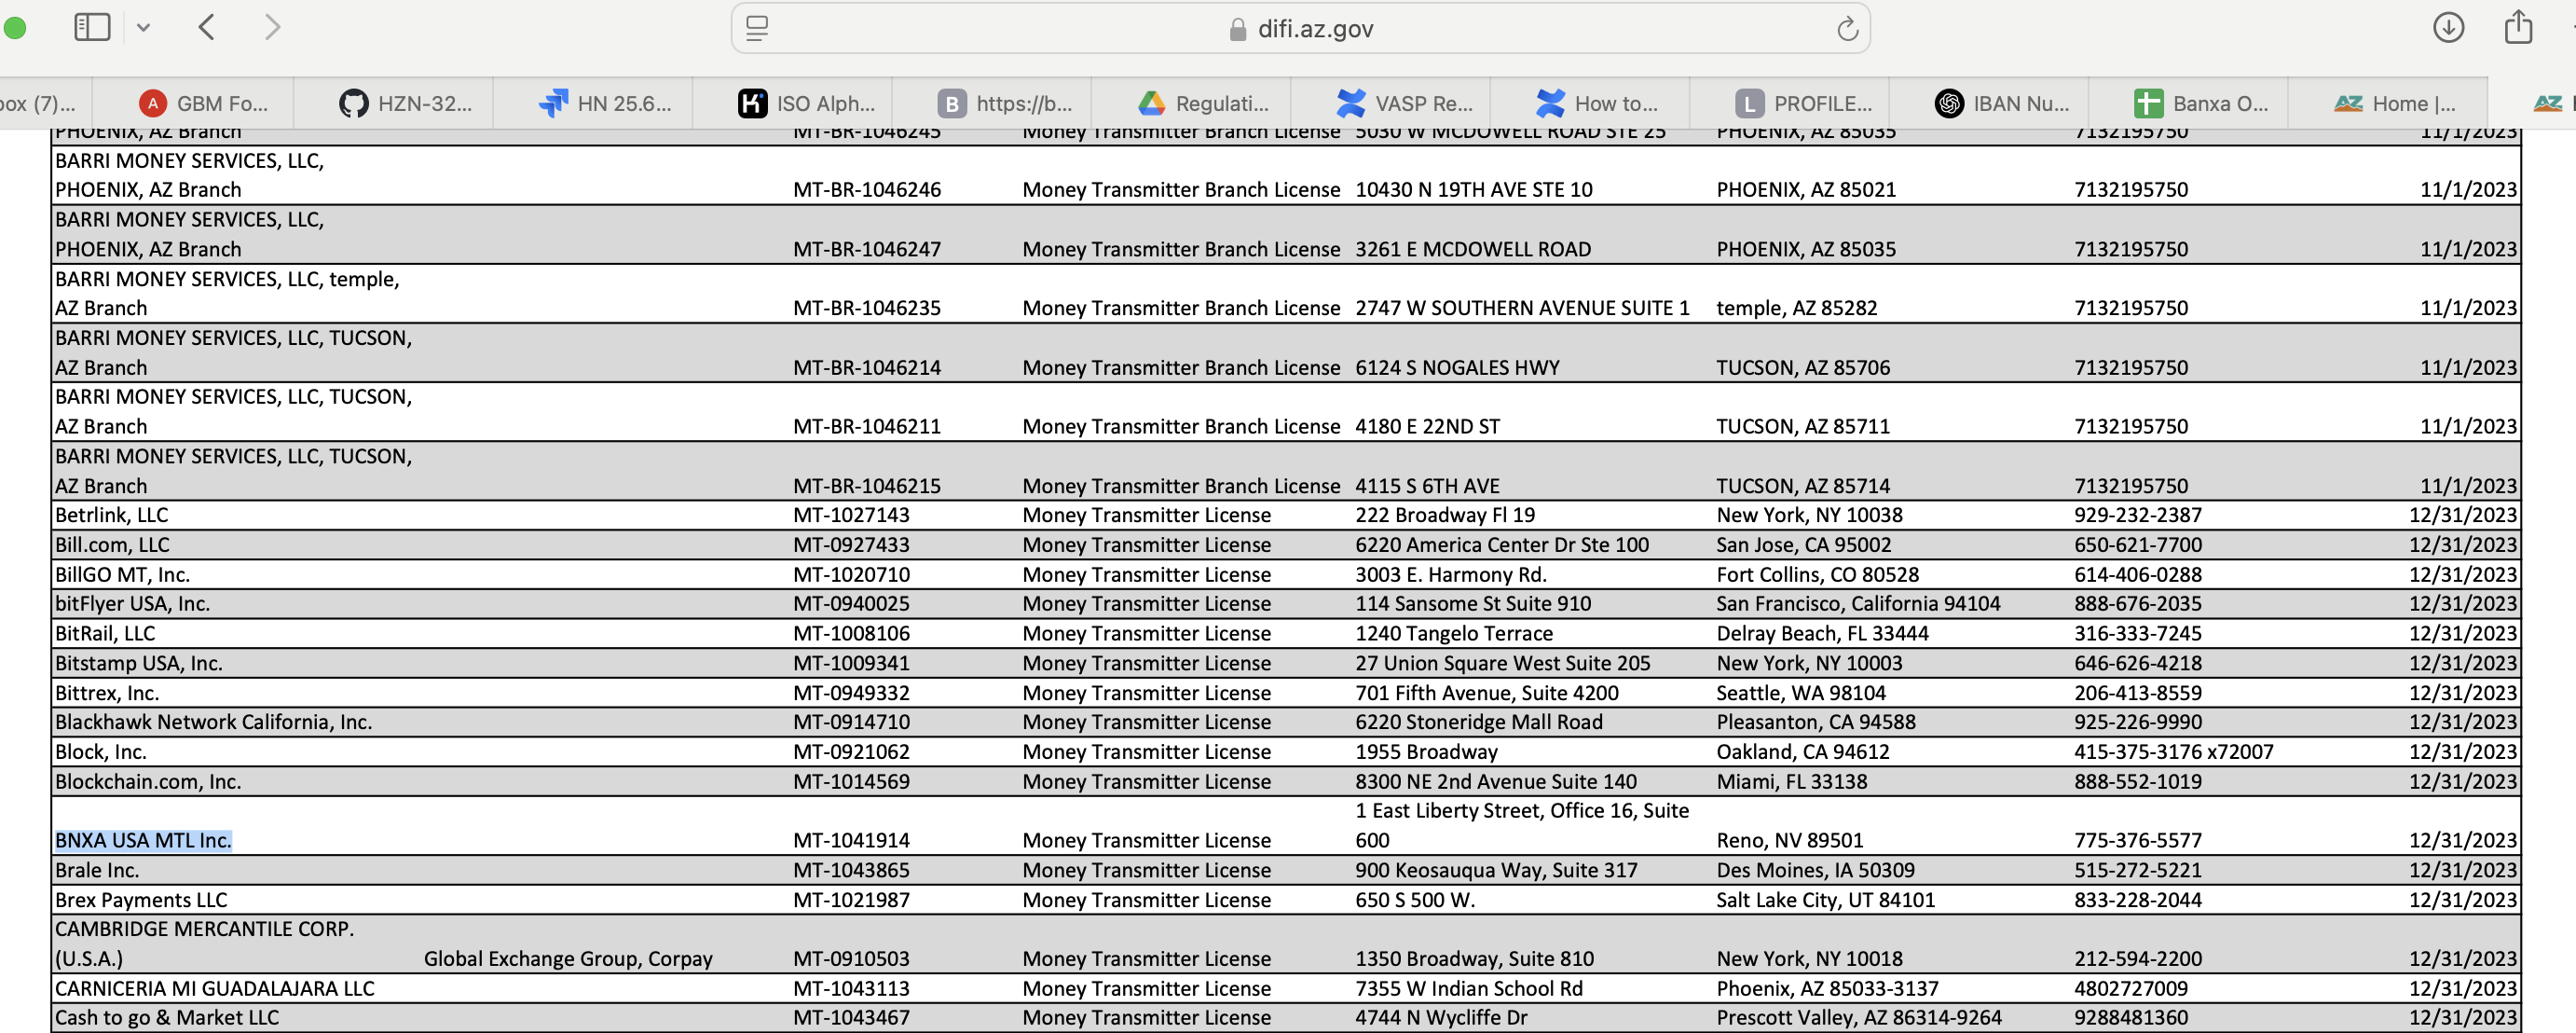 difi.az.gov
box (7)... GBM Fo... HZN-32... HN 25.6... ISO Alph... https://b... Regulati... VASP Re... How to... PROFILE... IBAN Nu... Banxa O... Home |...
PHOENIX, AZ Branch MT-BR-1046245 Money Transmitter Branch License 5030 W MCDOWELL ROAD STE 25 PHOENIX, AZ 85035 7132195750 11/1/2023
BARRI MONEY SERVICES, LLC,
PHOENIX, AZ Branch MT-BR-1046246 Money Transmitter Branch License 10430 N 19TH AVE STE 10 PHOENIX, AZ 85021 7132195750 11/1/2023
BARRI MONEY SERVICES, LLC,
PHOENIX, AZ Branch MT-BR-1046247 Money Transmitter Branch License 3261 E MCDOWELL ROAD PHOENIX, AZ 85035 7132195750 11/1/2023
BARRI MONEY SERVICES, LLC, temple,
AZ Branch MT-BR-1046235 Money Transmitter Branch License 2747 W SOUTHERN AVENUE SUITE 1 temple, AZ 85282 7132195750 11/1/2023
BARRI MONEY SERVICES, LLC, TUCSON,
AZ Branch MT-BR-1046214 Money Transmitter Branch License 6124 S NOGALES HWY TUCSON, AZ 85706 7132195750 11/1/2023
BARRI MONEY SERVICES, LLC, TUCSON,
AZ Branch MT-BR-1046211 Money Transmitter Branch License 4180 E 22ND ST TUCSON, AZ 85711 7132195750 11/1/2023
BARRI MONEY SERVICES, LLC, TUCSON,
AZ Branch MT-BR-1046215 Money Transmitter Branch License 4115 S 6TH AVE TUCSON, AZ 85714 7132195750 11/1/2023
Betrlink, LLC MT-1027143 Money Transmitter License 222 Broadway Fl 19 New York, NY 10038 929-232-2387 12/31/2023
Bill.com, LLC MT-0927433 Money Transmitter License 6220 America Center Dr Ste 100 San Jose, CA 95002 650-621-7700 12/31/2023
BillGO MT, Inc. MT-1020710 Money Transmitter License 3003 E. Harmony Rd. Fort Collins, CO 80528 614-406-0288 12/31/2023
bitFlyer USA, Inc. MT-0940025 Money Transmitter License 114 Sansome St Suite 910 San Francisco, California 94104 888-676-2035 12/31/2023
BitRail, LLC MT-1008106 Money Transmitter License 1240 Tangelo Terrace Delray Beach, FL 33444 316-333-7245 12/31/2023
Bitstamp USA, Inc. MT-1009341 Money Transmitter License 27 Union Square West Suite 205 New York, NY 10003 646-626-4218 12/31/2023
Bittrex, Inc. MT-0949332 Money Transmitter License 701 Fifth Avenue, Suite 4200 Seattle, WA 98104 206-413-8559 12/31/2023
Blackhawk Network California, Inc. MT-0914710 Money Transmitter License 6220 Stoneridge Mall Road Pleasanton, CA 94588 925-226-9990 12/31/2023
Block, Inc. MT-0921062 Money Transmitter License 1955 Broadway Oakland, CA 94612 415-375-3176 x72007 12/31/2023
Blockchain.com, Inc. MT-1014569 Money Transmitter License 8300 NE 2nd Avenue Suite 140 Miami, FL 33138 888-552-1019 12/31/2023
1 East Liberty Street, Office 16, Suite
BNXA USA MTL Inc. MT-1041914 Money Transmitter License 600 Reno, NV 89501 775-376-5577 12/31/2023
Brale Inc. MT-1043865 Money Transmitter License 900 Keosauqua Way, Suite 317 Des Moines, IA 50309 515-272-5221 12/31/2023
Brex Payments LLC MT-1021987 Money Transmitter License 650 S 500 W. Salt Lake City, UT 84101 833-228-2044 12/31/2023
CAMBRIDGE MERCANTILE CORP.
(U.S.A.) Global Exchange Group, Corpay MT-0910503 Money Transmitter License 1350 Broadway, Suite 810 New York, NY 10018 212-594-2200 12/31/2023
CARNICERIA MI GUADALAJARA LLC MT-1043113 Money Transmitter License 7355 W Indian School Rd Phoenix, AZ 85033-3137 4802727009 12/31/2023
Cash to go & Market LLC MT-1043467 Money Transmitter License 4744 N Wycliffe Dr Prescott Valley, AZ 86314-9264 9288481360 12/31/2023